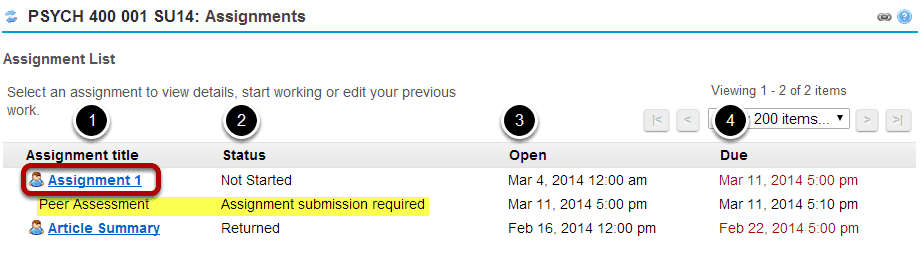 PSYCH 400 001 SU14: Assignments
Assignment List
Select an assignment to view details, start working or edit your previous
work.
Viewing 1 - 2 of 2 items
|< < 200 items... > >|
1 2 3 4
Assignment title Status Open Due
Assignment 1 Not Started Mar 4, 2014 12:00 am Mar 11, 2014 5:00 pm
Peer Assessment Assignment submission required Mar 11, 2014 5:00 pm Mar 11, 2014 5:10 pm
Article Summary Returned Feb 16, 2014 12:00 pm Feb 22, 2014 5:00 pm